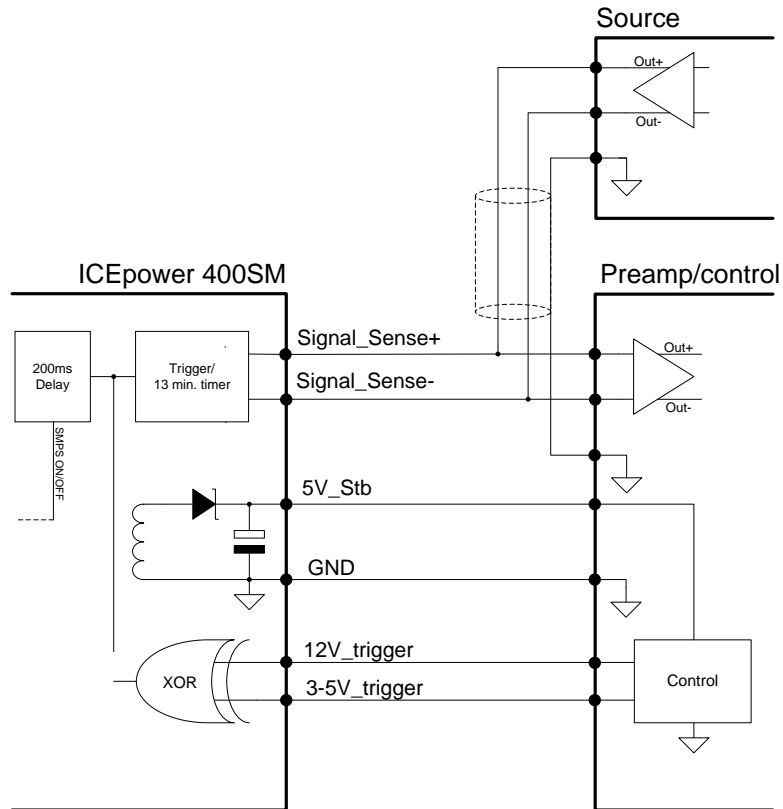 Source
Out+
Out-
ICEpower 400SM
Preamp/control
200ms
Delay
Trigger/
13 min. timer
Signal_Sense+
Signal_Sense-
Out+
Out-
SMPS ON/OFF
5V_Stb
GND
12V_trigger
3-5V_trigger
XOR
Control